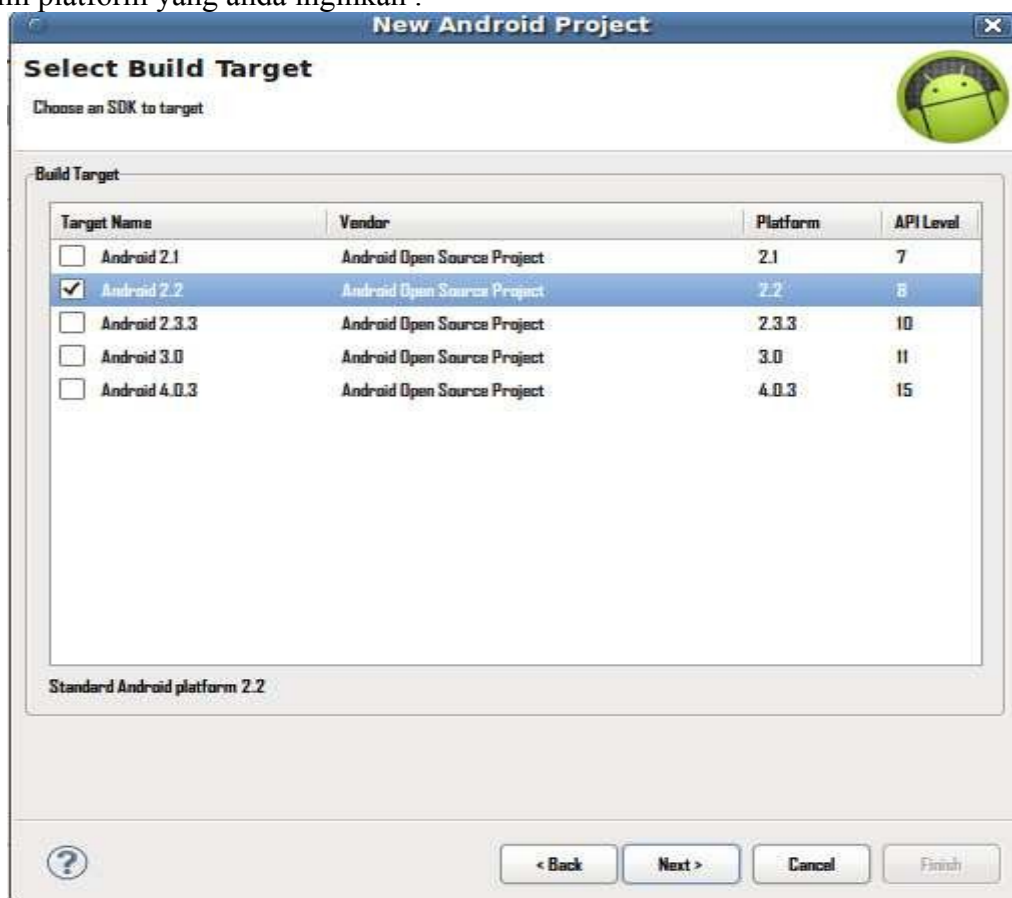 platform yang anda inginkan :
New Android Project
Select Build Target
Choose an SDK to target
Build Target
Target Name Vendor Platform API Level
Android 2.1 Android Open Source Project 2.1 7
Android 2.2 Android Open Source Project 2.2 8
Android 2.3.3 Android Open Source Project 2.3.3 10
Android 3.0 Android Open Source Project 3.0 11
Android 4.0.3 Android Open Source Project 4.0.3 15
Standard Android platform 2.2
?
< Back Next > Cancel Finish